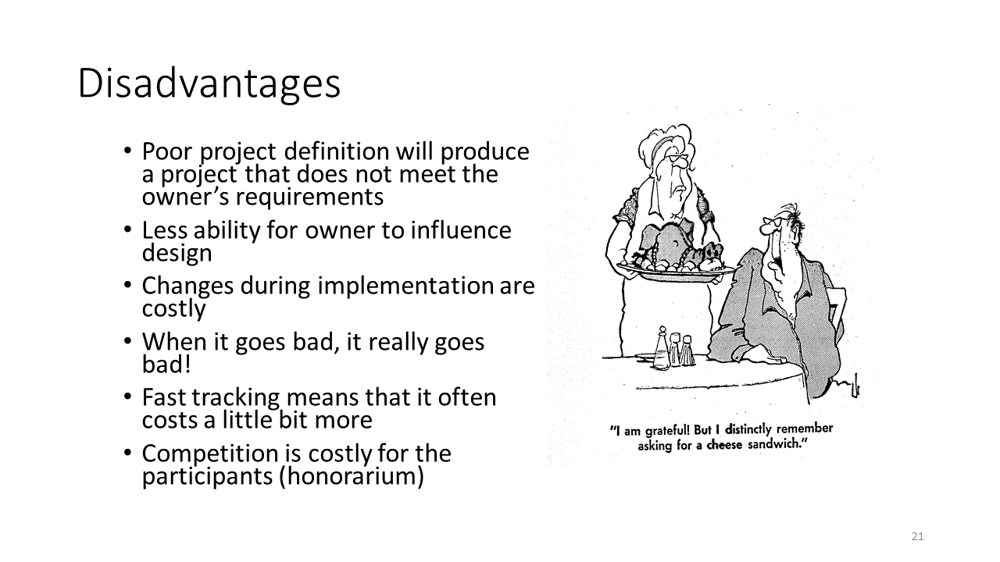 Disadvantages
• Poor project definition will produce
a project that does not meet the
owner’s requirements
• Less ability for owner to influence
design
• Changes during implementation are
costly
• When it goes bad, it really goes
bad!
• Fast tracking means that it often
costs a little bit more
• Competition is costly for the
participants (honorarium)
"I am grateful! But I distinctly remember
asking for a cheese sandwich."
21